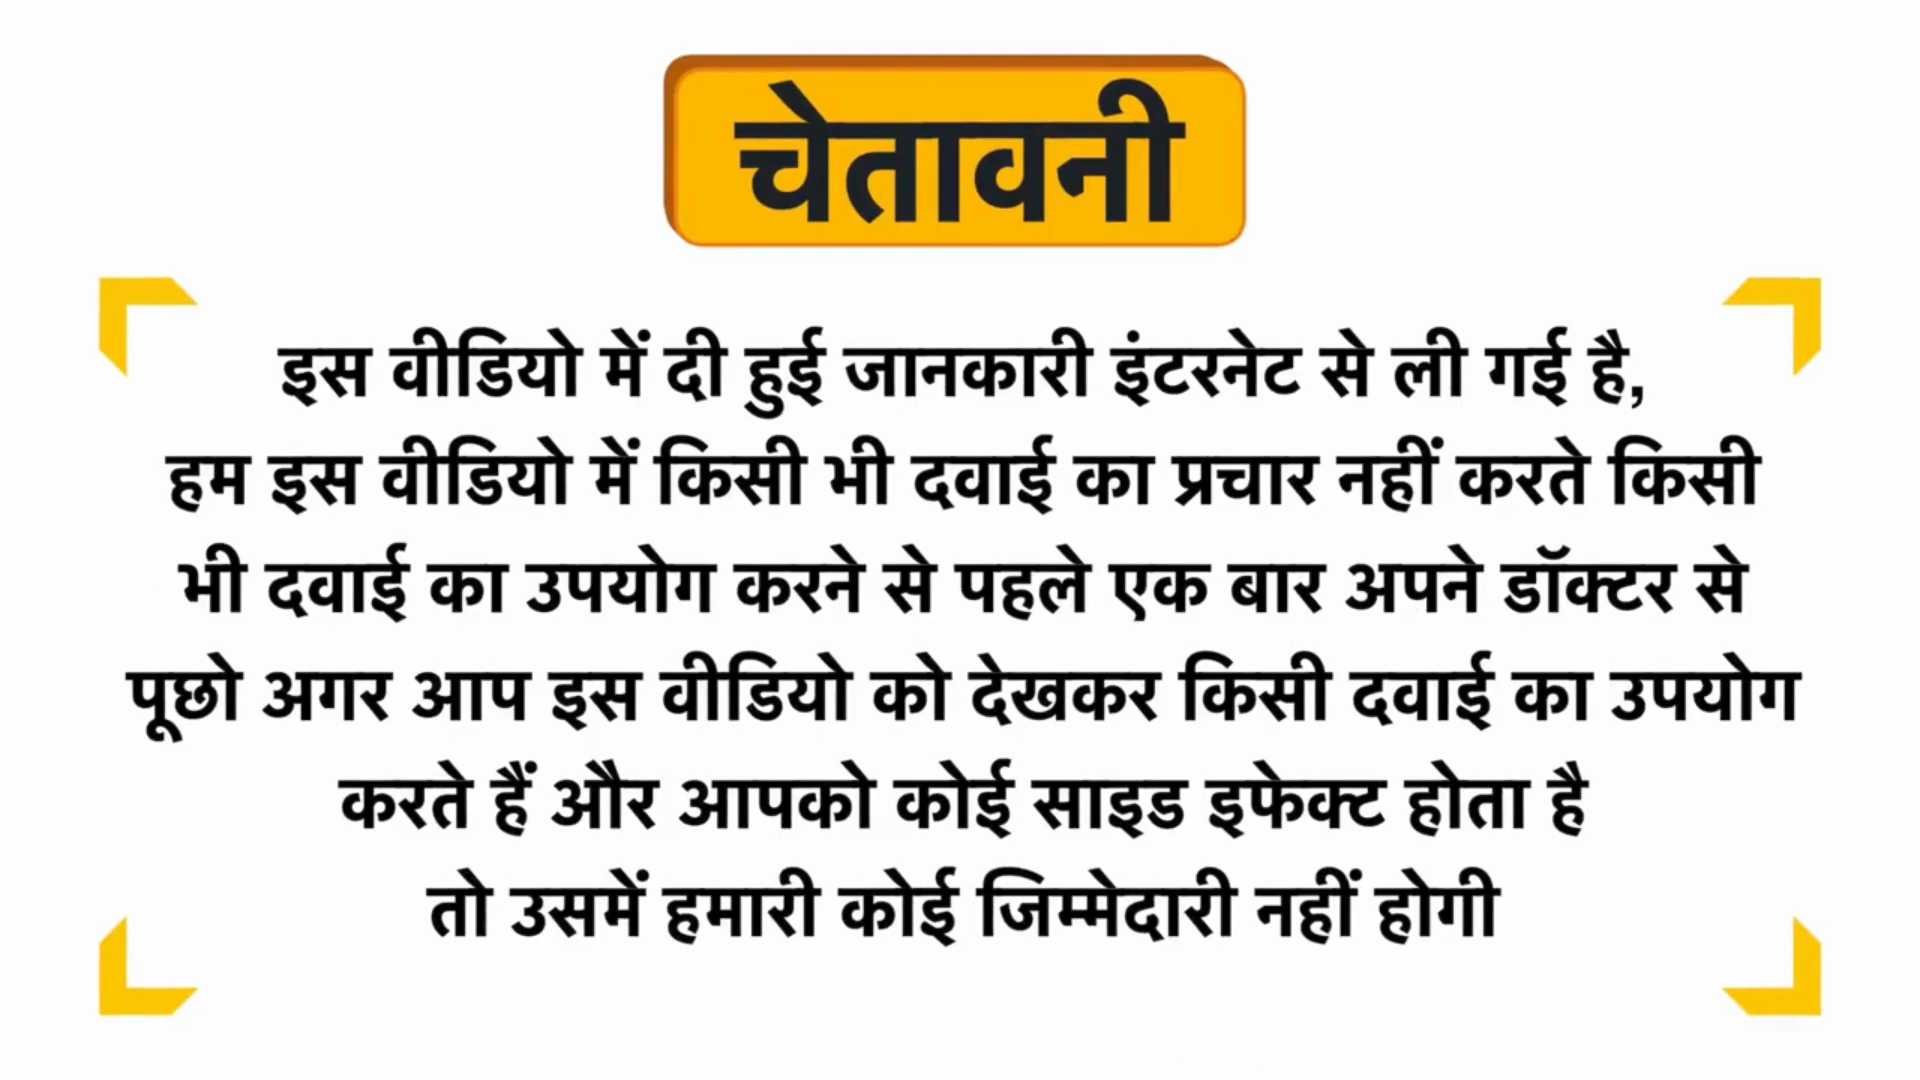 चेतावनी
इस वीडियो में दी हुई जानकारी इंटरनेट से ली गई है,
हम इस वीडियो में किसी भी दवाई का प्रचार नहीं करते किसी
भी दवाई का उपयोग करने से पहले एक बार अपने डॉक्टर से
पूछो अगर आप इस वीडियो को देखकर किसी दवाई का उपयोग
करते हैं और आपको कोई साइड इफेक्ट होता है
तो उसमें हमारी कोई जिम्मेदारी नहीं होगी